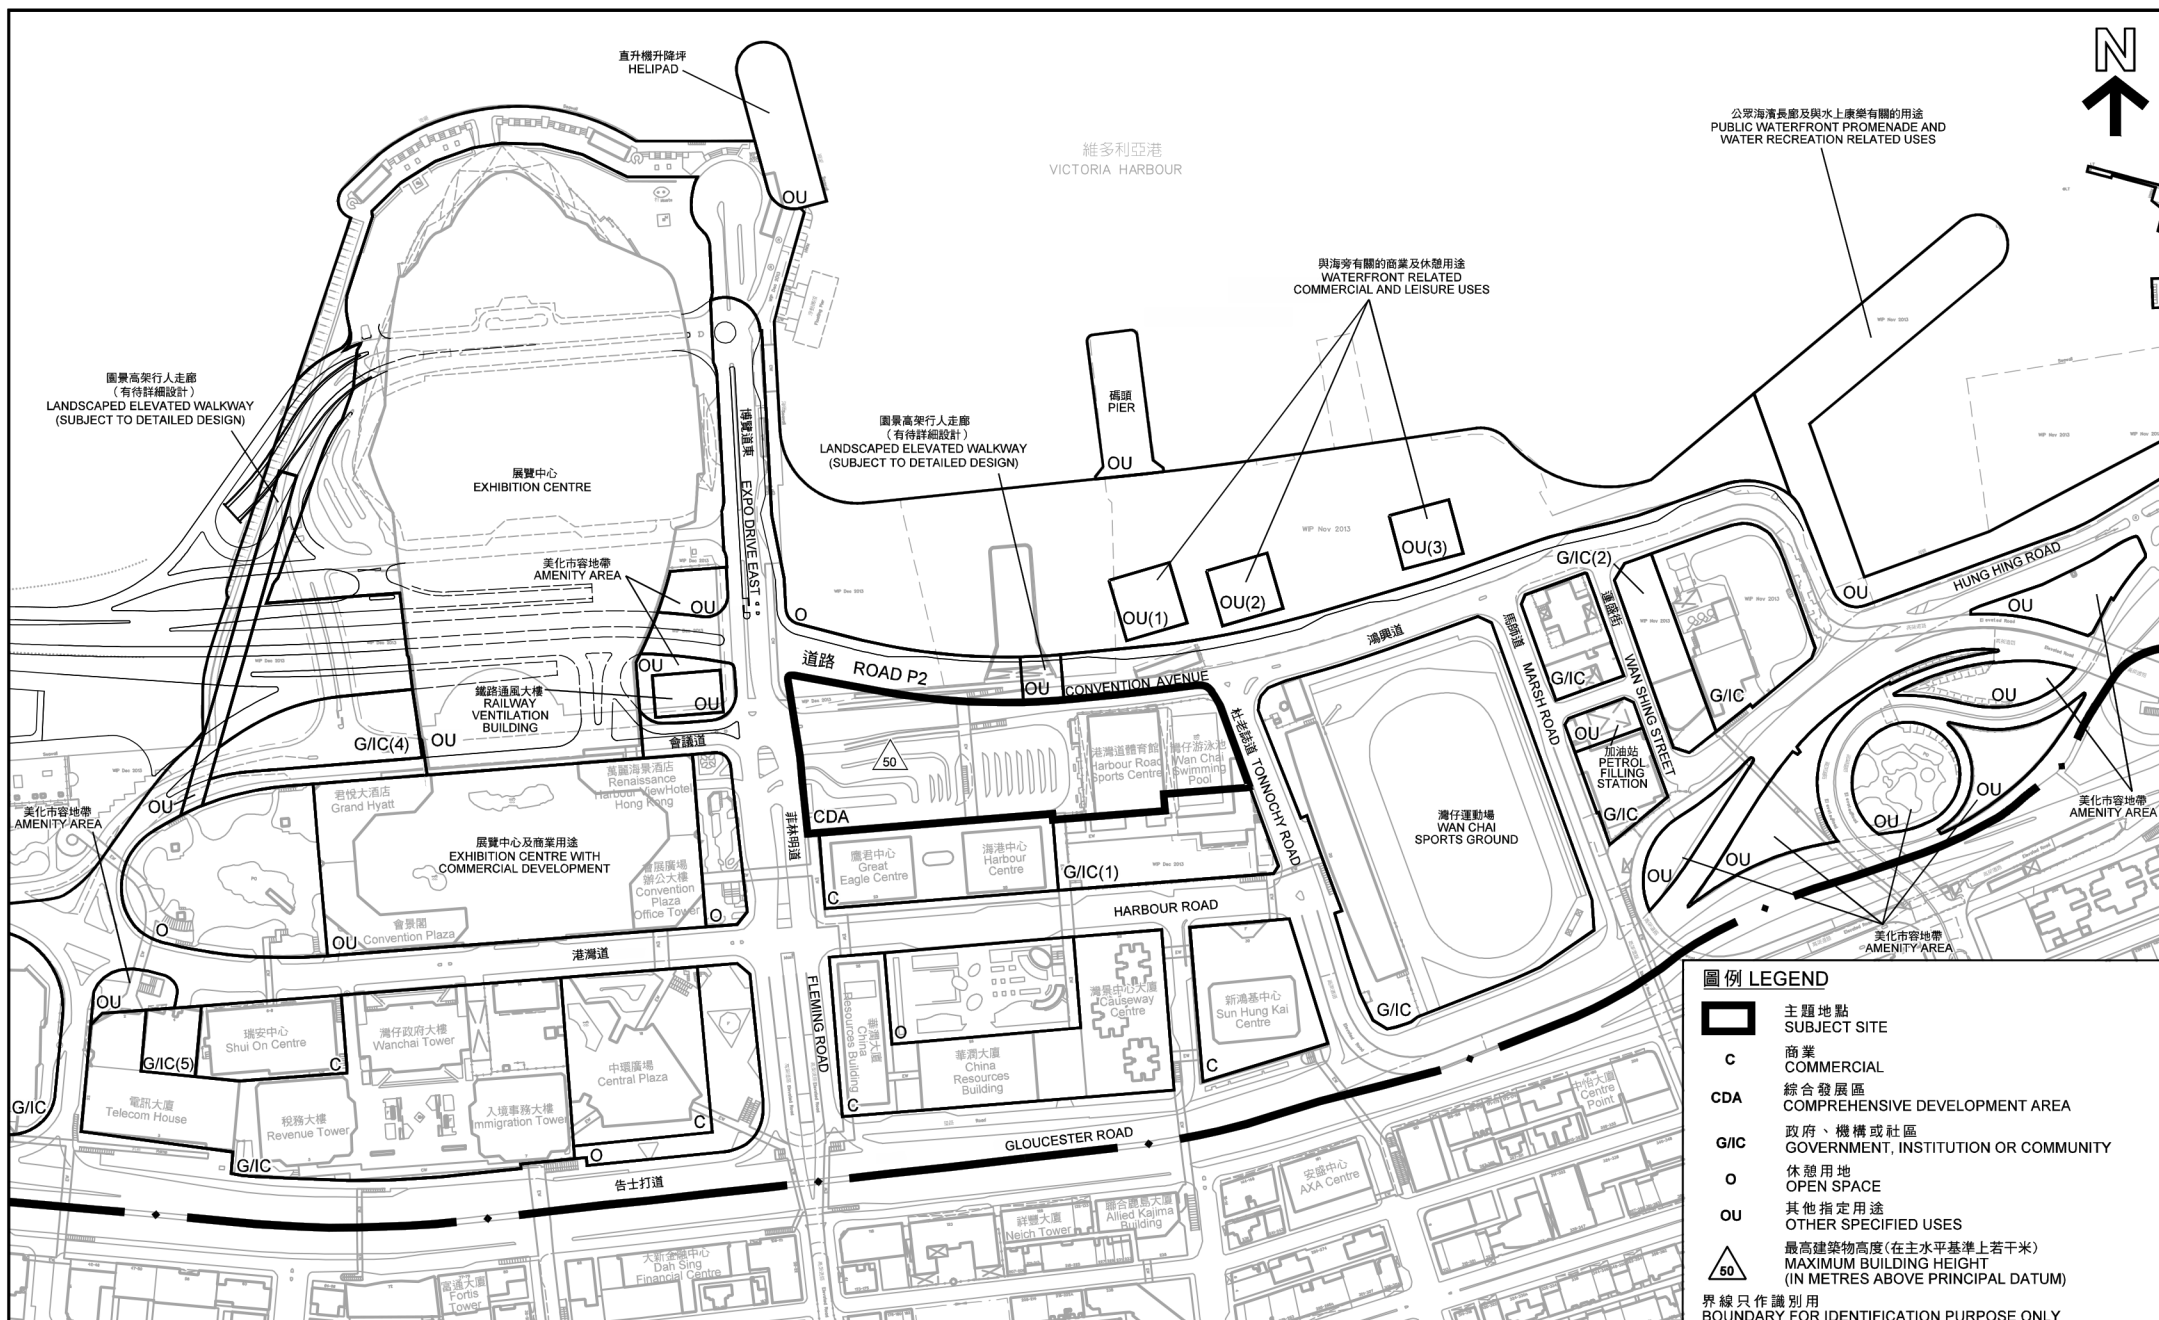 直升機升降坪
HELIPAD
N
維多利亞港
VICTORIA HARBOUR
公眾海濱長廊及與水上康樂有關的用途
PUBLIC WATERFRONT PROMENADE AND
WATER RECREATION RELATED USES
OU
與海旁有關的商業及休憩用途
WATERFRONT RELATED
COMMERCIAL AND LEISURE USES
園景高架行人走廊
(有待詳細設計)
LANDSCAPED ELEVATED WALKWAY
(SUBJECT TO DETAILED DESIGN)
碼頭
PIER
OU
園景高架行人走廊
(有待詳細設計)
LANDSCAPED ELEVATED WALKWAY
(SUBJECT TO DETAILED DESIGN)
博覽道東 EXPO DRIVE EAST
展覽中心
EXHIBITION CENTRE
WIP Nov 2013
OU(1)
OU(2)
OU(3)
G/IC(2)
HUNG HING ROAD
美化市容地帶
AMENITY AREA
OU
OU
OU
O
道路 ROAD P2
OU
CONVENTION AVENUE
鴻興道
馬師道 MARSH ROAD
運盛街
WAN SHING STREET
G/IC
G/IC
OU
OU
OU
鐵路通風大樓
RAILWAY
VENTILATION
BUILDING
會議道
G/IC(4)
OU
50
CDA
港灣道體育館
Harbour Road
Sports Centre
灣仔游泳池
Wan Chai
Swimming
Pool
杜老誌道 TONNOCHY ROAD
OU
加油站
PETROL
FILLING
STATION
G/IC
灣仔運動場
WAN CHAI
SPORTS GROUND
G/IC
OU
OU
OU
OU
美化市容地帶
AMENITY AREA
美化市容地帶
AMENITY AREA
美化市容地帶
AMENITY AREA
OU
君悅大酒店
Grand Hyatt
萬麗海景酒店
Renaissance
Harbour ViewHotel
Hong Kong
展覽中心及商業用途
EXHIBITION CENTRE WITH
COMMERCIAL DEVELOPMENT
會展廣場
辦公大樓
Convention
Plaza
Office Tower
會景閣
Convention Plaza
OU
O
O
菲林明道
鷹君中心
Great
Eagle Centre
海港中心
Harbour
Centre
C
G/IC(1)
HARBOUR ROAD
港灣道
FLEMING ROAD
OU
G/IC(5)
瑞安中心
Shui On Centre
C
灣仔政府大樓
Wanchai Tower
中環廣場
Central Plaza
C
O
電訊大廈
Telecom House
稅務大樓
Revenue Tower
入境事務大樓
Immigration Tower
G/IC
G/IC
華潤大廈
China
Resources Building
C
O
華潤大廈
China
Resources
Building
灣景中心大廈
Causeway
Centre
新鴻基中心
Sun Hung Kai
Centre
C
告士打道
GLOUCESTER ROAD
安盛中心
AXA Centre
中怡大廈
Centre
Point
祥豐大廈
Neich Tower
聯合鹿島大廈
Allied Kajima
Building
大新金融中心
Dah Sing
Financial Centre
富通大廈
Fortis
Tower
圖例 LEGEND
主題地點
SUBJECT SITE
C
商業
COMMERCIAL
CDA
綜合發展區
COMPREHENSIVE DEVELOPMENT AREA
G/IC
政府、機構或社區
GOVERNMENT, INSTITUTION OR COMMUNITY
O
休憩用地
OPEN SPACE
OU
其他指定用途
OTHER SPECIFIED USES
50
最高建築物高度(在主水平基準上若干米)
MAXIMUM BUILDING HEIGHT
(IN METRES ABOVE PRINCIPAL DATUM)
界線只作識別用
BOUNDARY FOR IDENTIFICATION PURPOSE ONLY